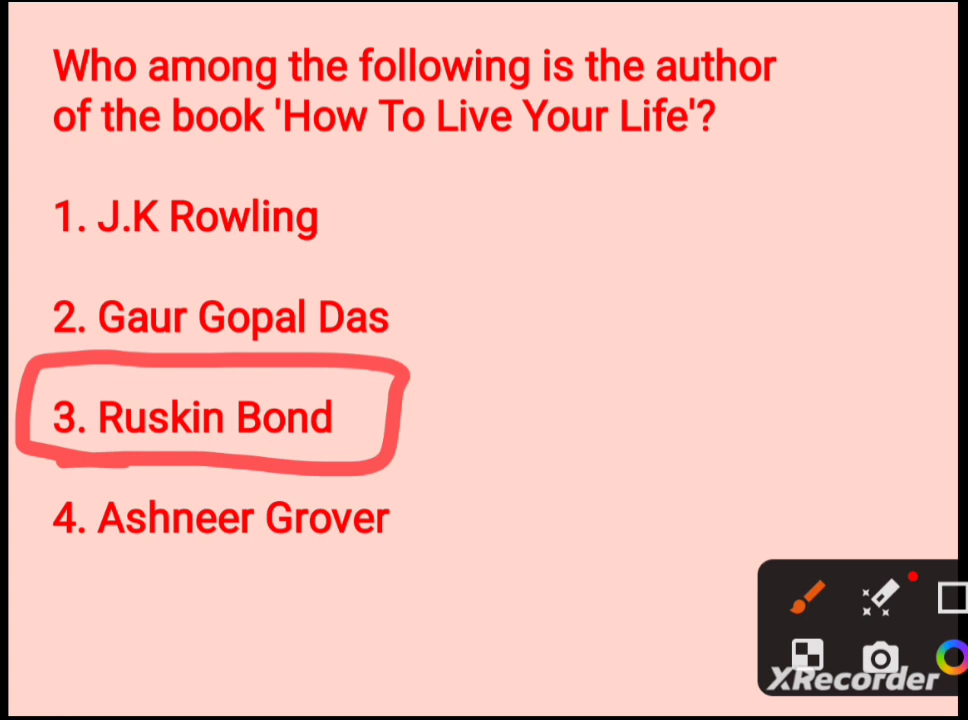 Who among the following is the author
of the book 'How To Live Your Life'?
1. J.K Rowling
2. Gaur Gopal Das
3. Ruskin Bond
4. Ashneer Grover
XRecorder